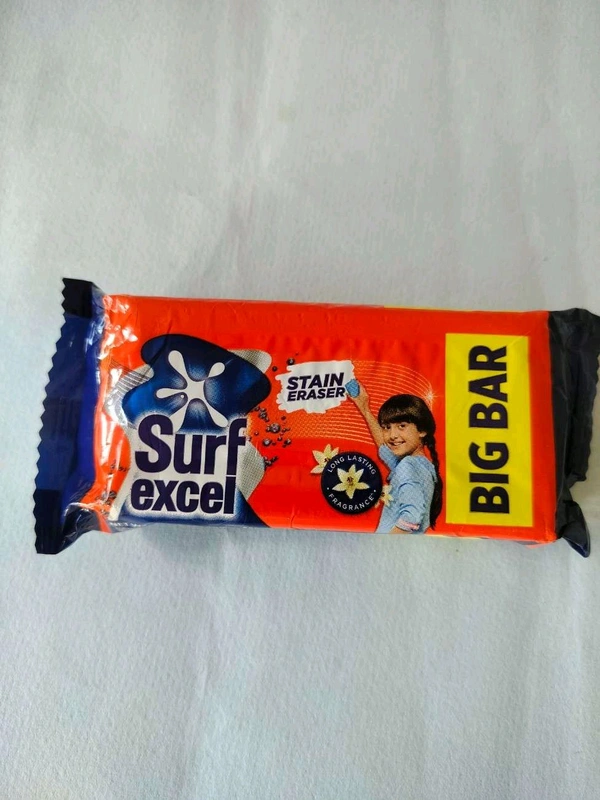 Surf
excel
STAIN
ERASER
LONG LASTING
FRAGRANCE
BIG BAR